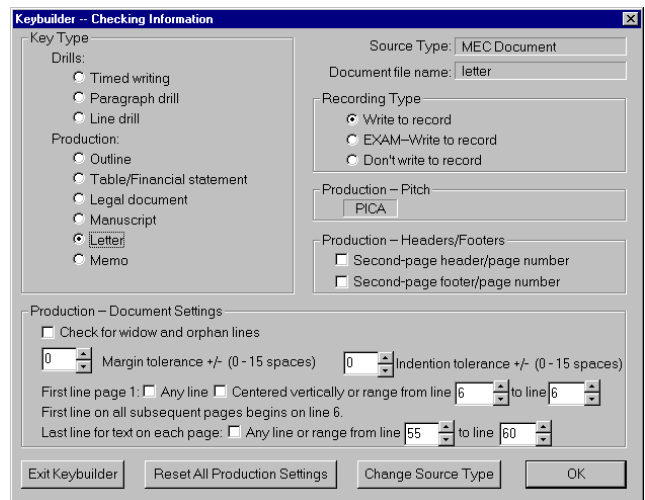 Keybuilder -- Checking Information
Key Type
Drills:
Timed writing
Paragraph drill
Line drill
Production:
Outline
Table/Financial statement
Legal document
Manuscript
Letter
Memo
Source Type: MEC Document
Document file name: letter
Recording Type
Write to record
EXAM--Write to record
Don't write to record
Production -- Pitch
PICA
Production -- Headers/Footers
Second-page header/page number
Second-page footer/page number
Production -- Document Settings
Check for widow and orphan lines
0 Margin tolerance +/- (0 - 15 spaces) 0 Indention tolerance +/- (0 - 15 spaces)
First line page 1: Any line Centered vertically or range from line 6 to line 6
First line on all subsequent pages begins on line 6.
Last line for text on each page: Any line or range from line 55 to line 60
Exit Keybuilder Reset All Production Settings Change Source Type OK